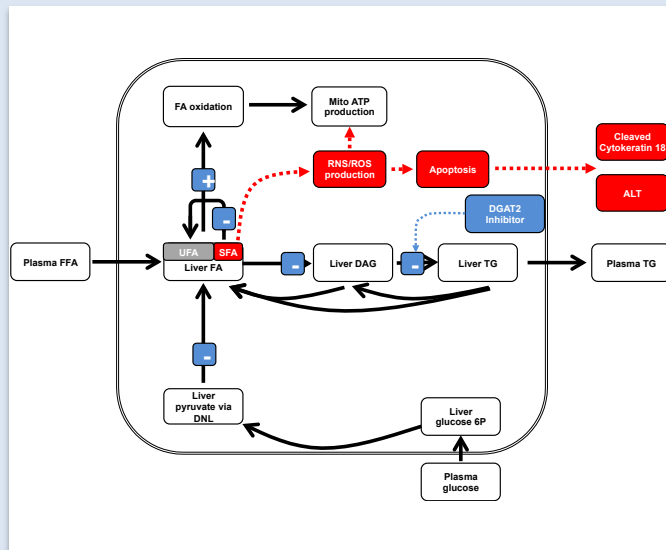 FA oxidation
Mito ATP
production
Cleaved
Cytokeratin 18
RNS/ROS
production
Apoptosis
+
ALT
DGAT2
Inhibitor
-
UFA
SFA
Plasma FFA
Liver FA
-
Liver DAG
-
Liver TG
Plasma TG
-
Liver
pyruvate via
DNL
Liver
glucose 6P
Plasma
glucose